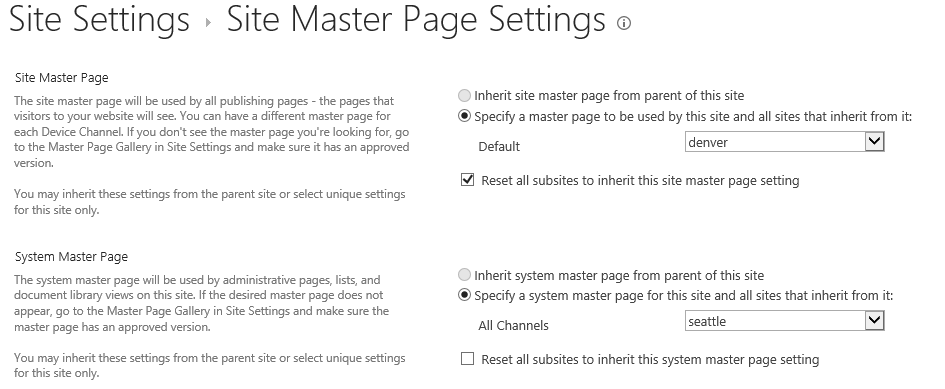 Site Settings › Site Master Page Settings
Site Master Page
The site master page will be used by all publishing pages - the pages that
visitors to your website will see. You can have a different master page for
each Device Channel. If you don't see the master page you're looking for, go
to the Master Page Gallery in Site Settings and make sure it has an approved
version.
You may inherit these settings from the parent site or select unique settings
for this site only.
Inherit site master page from parent of this site
Specify a master page to be used by this site and all sites that inherit from it:
Default
denver
Reset all subsites to inherit this site master page setting
System Master Page
The system master page will be used by administrative pages, lists, and
document library views on this site. If the desired master page does not
appear, go to the Master Page Gallery in Site Settings and make sure the
master page has an approved version.
You may inherit these settings from the parent site or select unique settings
for this site only.
Inherit system master page from parent of this site
Specify a system master page for this site and all sites that inherit from it:
All Channels
seattle
Reset all subsites to inherit this system master page setting